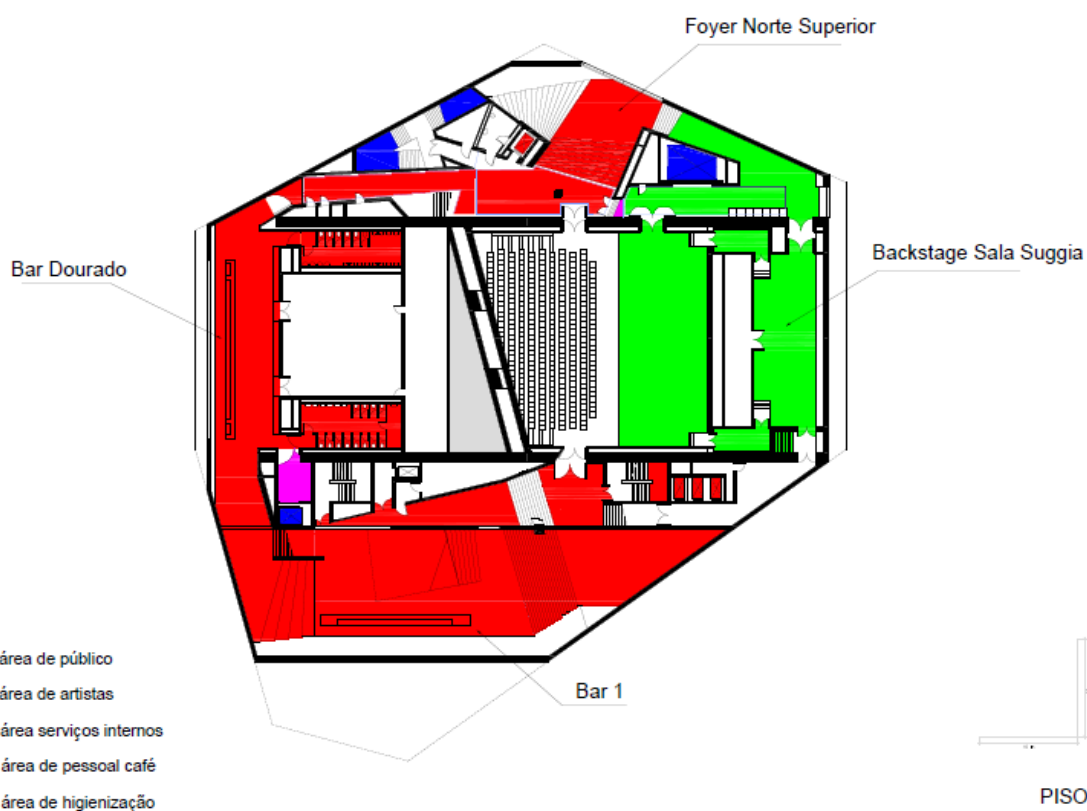 Foyer Norte Superior
Backstage Sala Suggia
Bar Dourado
Bar 1
área de público
área de artistas
área serviços internos
área de pessoal café
área de higienização
PISO